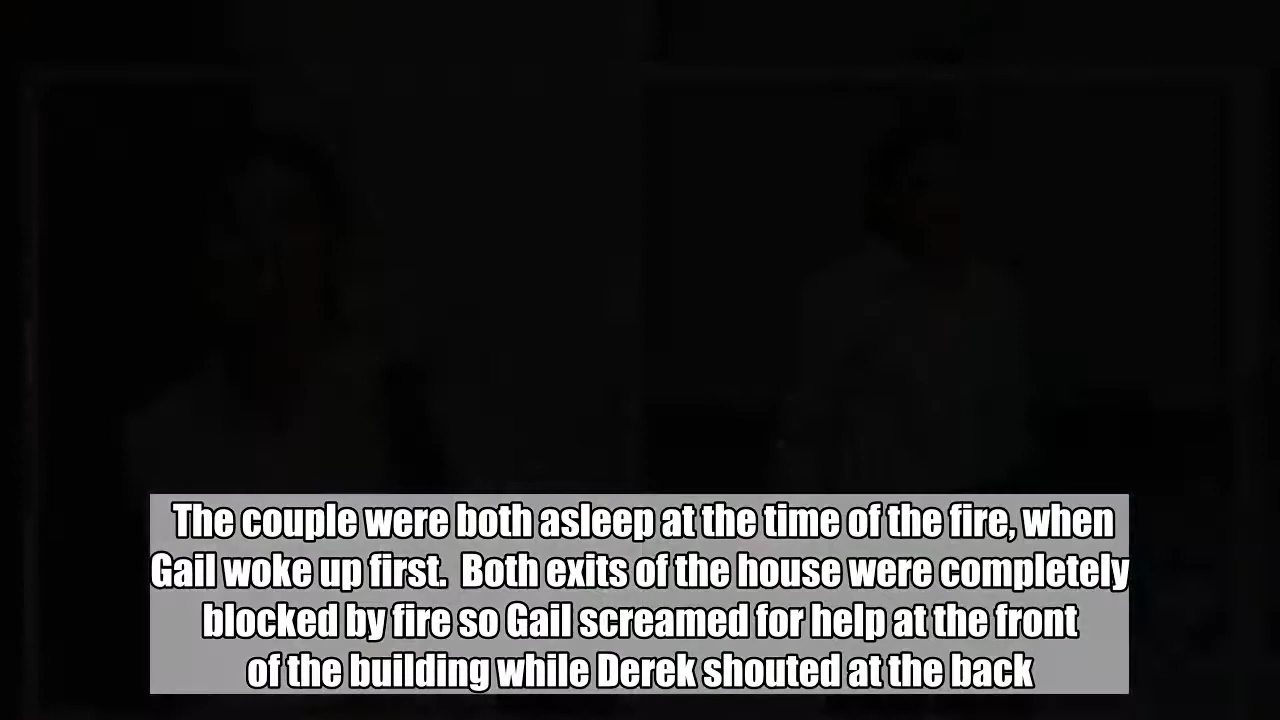 The couple were both asleep at the time of the fire, when
Gail woke up first.  Both exits of the house were completely
blocked by fire so Gail screamed for help at the front
of the building while Derek shouted at the back